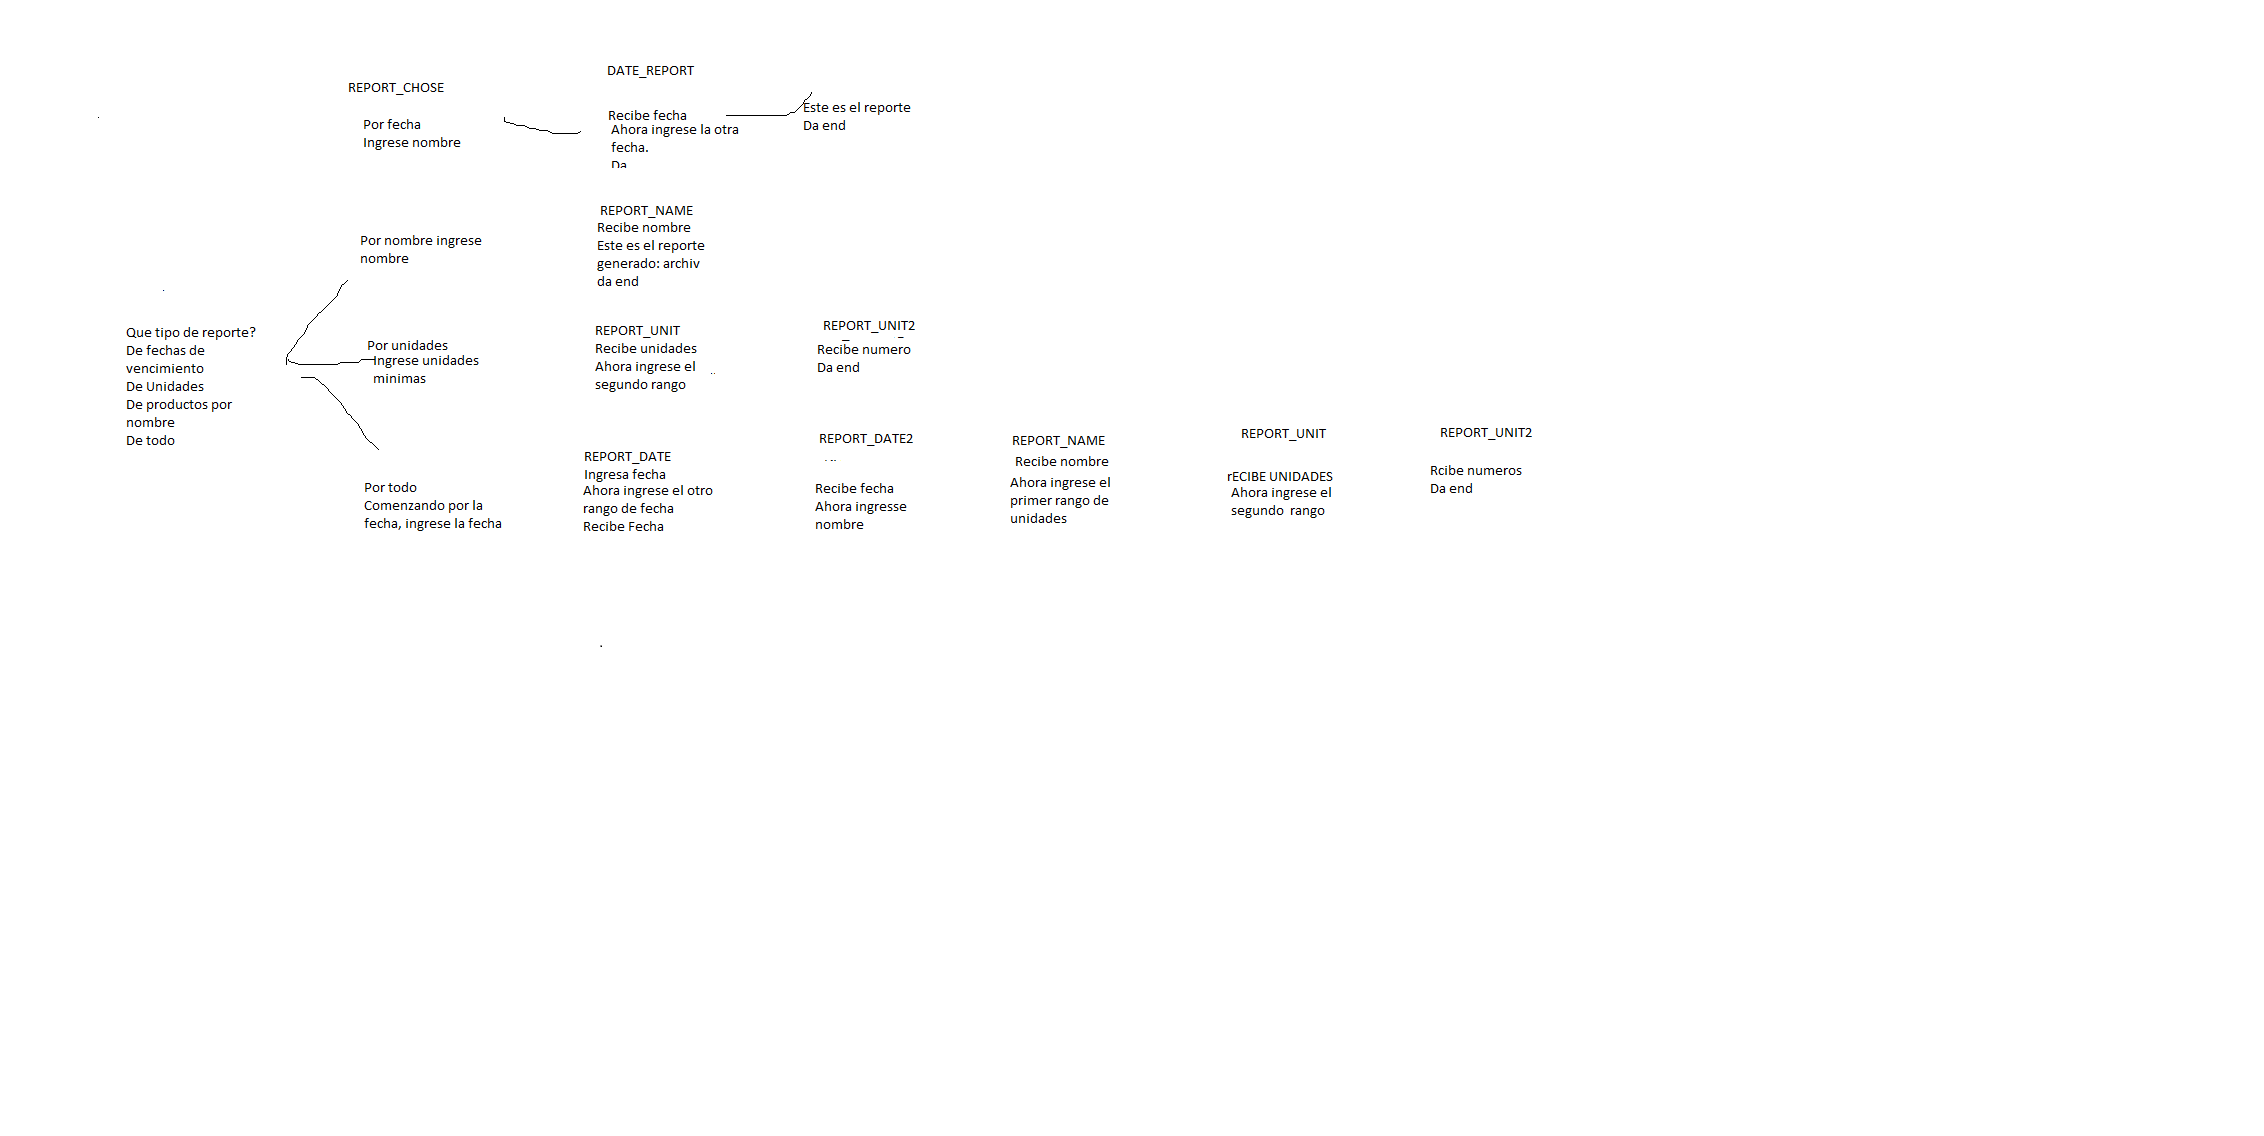 DATE_REPORT
REPORT_CHOSE
Por fecha
Ingrese nombre
Recibe fecha
Ahora ingrese la otra
fecha.
Da
Este es el reporte
Da end
REPORT_NAME
Recibe nombre
Este es el reporte
generado: archiv
da end
Por nombre ingrese
nombre
Que tipo de reporte?
De fechas de
vencimiento
De Unidades
De productos por
nombre
De todo
Por unidades
Ingrese unidades
minimas
REPORT_UNIT
Recibe unidades
Ahora ingrese el
segundo rango
REPORT_UNIT2
Recibe numero
Da end
Por todo
Comenzando por la
fecha, ingrese la fecha
REPORT_DATE
Ingresa fecha
Ahora ingrese el otro
rango de fecha
Recibe Fecha
REPORT_DATE2
Recibe fecha
Ahora ingresse
nombre
REPORT_NAME
Recibe nombre
Ahora ingrese el
primer rango de
unidades
REPORT_UNIT
rECIBE UNIDADES
Ahora ingrese el
segundo rango
REPORT_UNIT2
Rcibe numeros
Da end